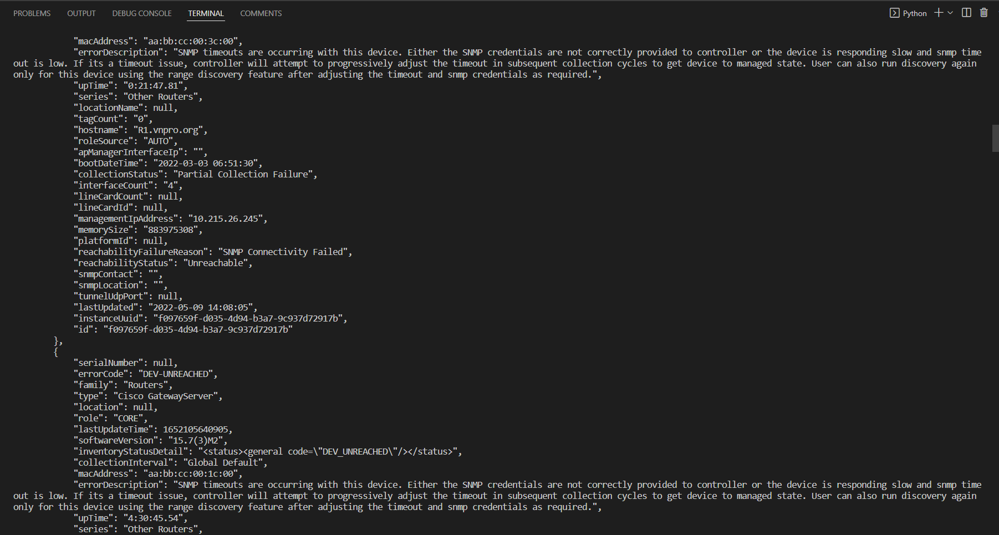 PROBLEMS OUTPUT DEBUG CONSOLE TERMINAL COMMENTS Python
"macAddress": "aa:bb:cc:00:3c:00",
"errorDescription": "SNMP timeouts are occurring with this device. Either the SNMP credentials are not correctly provided to controller or the device is responding slow and snmp time
out is low. If its a timeout issue, controller will attempt to progressively adjust the timeout in subsequent collection cycles to get device to managed state. User can also run discovery again
only for this device using the range discovery feature after adjusting the timeout and snmp credentials as required.",
"upTime": "0:21:47.81",
"series": "Other Routers",
"locationName": null,
"tagCount": "0",
"hostname": "R1.vnpro.org",
"roleSource": "AUTO",
"apManagerInterfaceIp": "",
"bootDateTime": "2022-03-03 06:51:30",
"collectionStatus": "Partial Collection Failure",
"interfaceCount": "4",
"lineCardCount": null,
"lineCardId": null,
"managementIpAddress": "10.215.26.245",
"memorySize": "883975308",
"platformId": null,
"reachabilityFailureReason": "SNMP Connectivity Failed",
"reachabilityStatus": "Unreachable",
"snmpContact": "",
"snmpLocation": "",
"tunnelUdpPort": null,
"lastUpdated": "2022-05-09 14:08:05",
"instanceUuid": "f097659f-d035-4d94-b3a7-9c937d72917b",
"id": "f097659f-d035-4d94-b3a7-9c937d72917b"
},
{
"serialNumber": null,
"errorCode": "DEV-UNREACHED",
"family": "Routers",
"type": "Cisco GatewayServer",
"location": null,
"role": "CORE",
"lastUpdateTime": 1652105640905,
"softwareVersion": "15.7(3)M2",
"inventoryStatusDetail": "<status><general code=\"DEV_UNREACHED\"/></status>",
"collectionInterval": "Global Default",
"macAddress": "aa:bb:cc:00:1c:00",
"errorDescription": "SNMP timeouts are occurring with this device. Either the SNMP credentials are not correctly provided to controller or the device is responding slow and snmp time
out is low. If its a timeout issue, controller will attempt to progressively adjust the timeout in subsequent collection cycles to get device to managed state. User can also run discovery again
only for this device using the range discovery feature after adjusting the timeout and snmp credentials as required.",
"upTime": "4:30:45.54",
"series": "Other Routers",